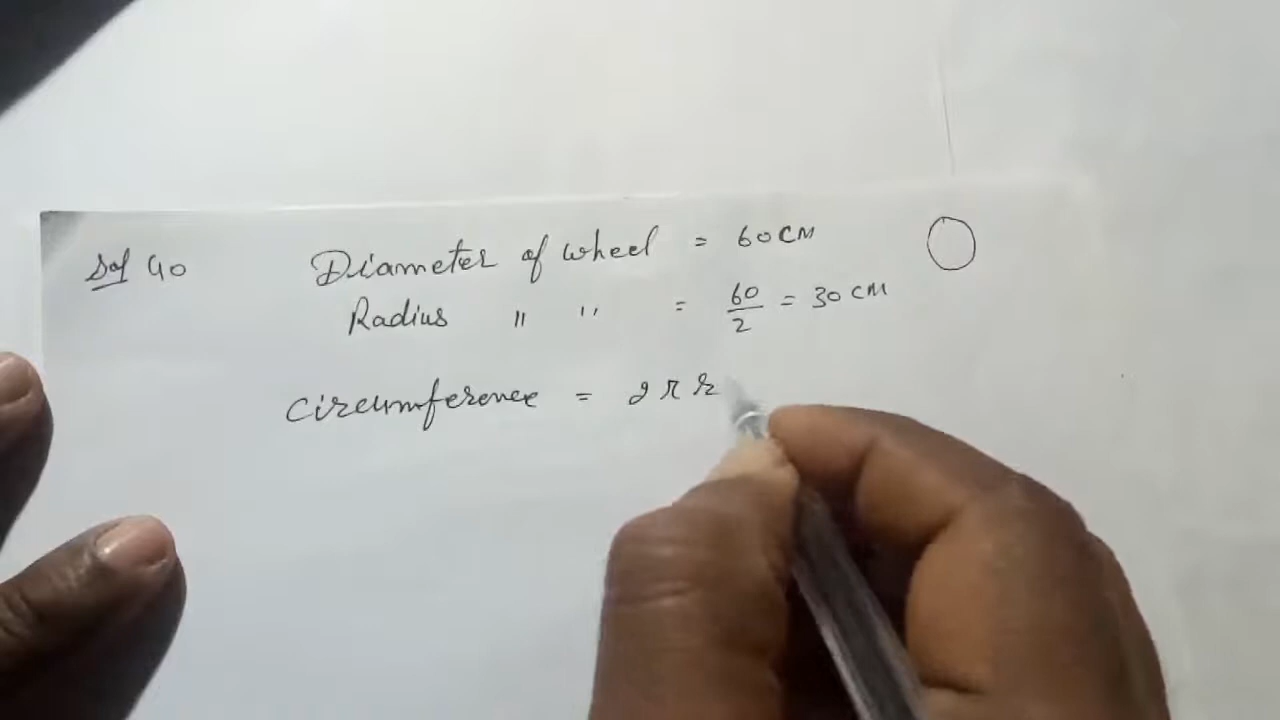 Sol 40 Diameter of wheel = 60 CM
Radius " " = 60/2 = 30 CM
Circumference = 2πr